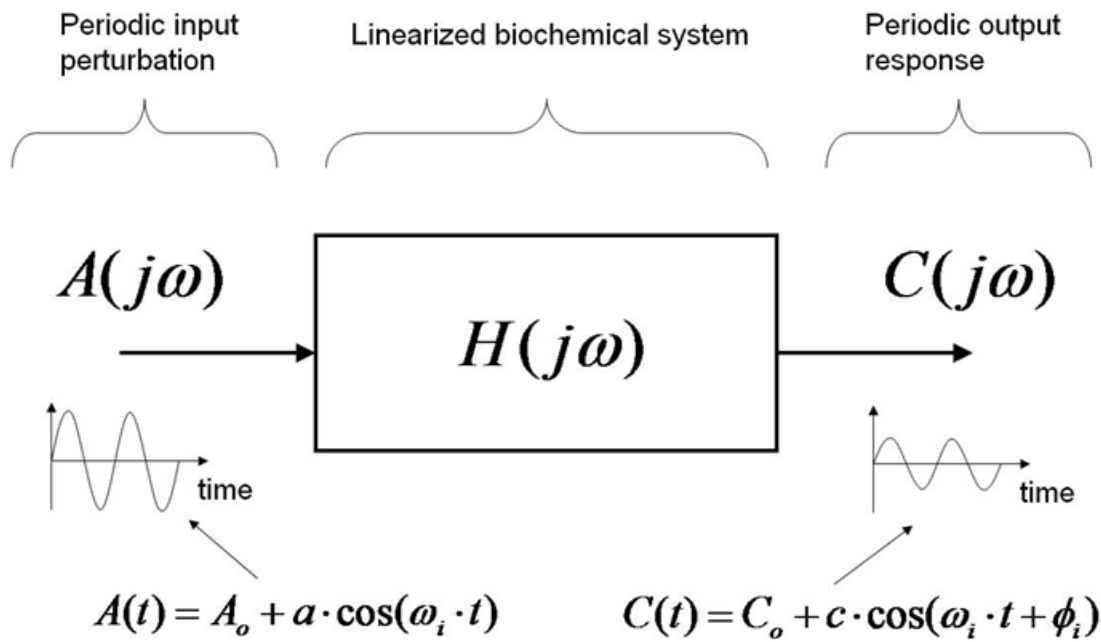 Periodic input
perturbation
Linearized biochemical system
Periodic output
response
A(jω)
H(jω)
C(jω)
time
time
A(t) = A_o + a·cos(ω_i·t)
C(t) = C_o + c·cos(ω_i·t + ϕ_i)